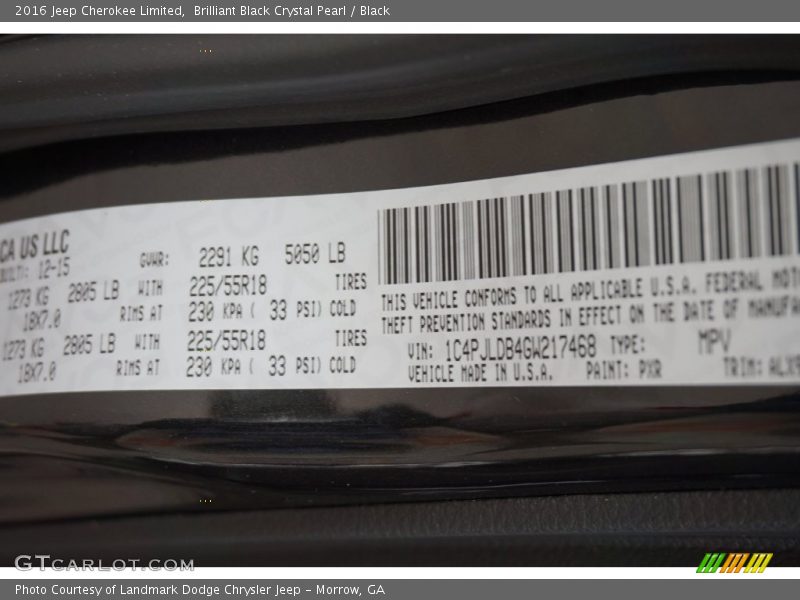 2016 Jeep Cherokee Limited,  Brilliant Black Crystal Pearl / Black
CA US LLC
BUILT: 12-15 GVWR: 2291 KG 5050 LB
1273 KG 2805 LB WITH 225/55R18 TIRES
18X7.0 RIMS AT 230 KPA ( 33 PSI) COLD
1273 KG 2805 LB WITH 225/55R18 TIRES
18X7.0 RIMS AT 230 KPA ( 33 PSI) COLD
THIS VEHICLE CONFORMS TO ALL APPLICABLE U.S.A. FEDERAL MOT
THEFT PREVENTION STANDARDS IN EFFECT ON THE DATE OF MANUFA
VIN: 1C4PJLDB4GW217468 TYPE: MPV
VEHICLE MADE IN U.S.A. PAINT: PXR TRIM: ALX9
GTCARLOT.COM
Photo Courtesy of Landmark Dodge Chrysler Jeep – Morrow, GA